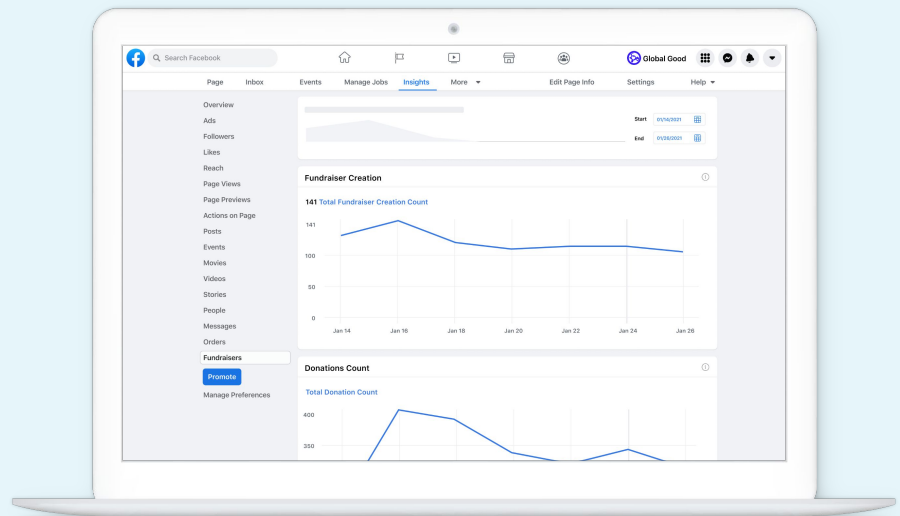 Search Facebook
Global Good
Page Inbox Events Manage Jobs Insights More Edit Page Info Settings Help
Overview
Ads
Followers
Likes
Reach
Page Views
Page Previews
Actions on Page
Posts
Events
Movies
Videos
Stories
People
Messages
Orders
Fundraisers
Promote
Manage Preferences
Start 01/14/2021
End 01/26/2021
Fundraiser Creation
141 Total Fundraiser Creation Count
141
100
50
0
Jan 14 Jan 16 Jan 18 Jan 20 Jan 22 Jan 24 Jan 26
Donations Count
Total Donation Count
400
350